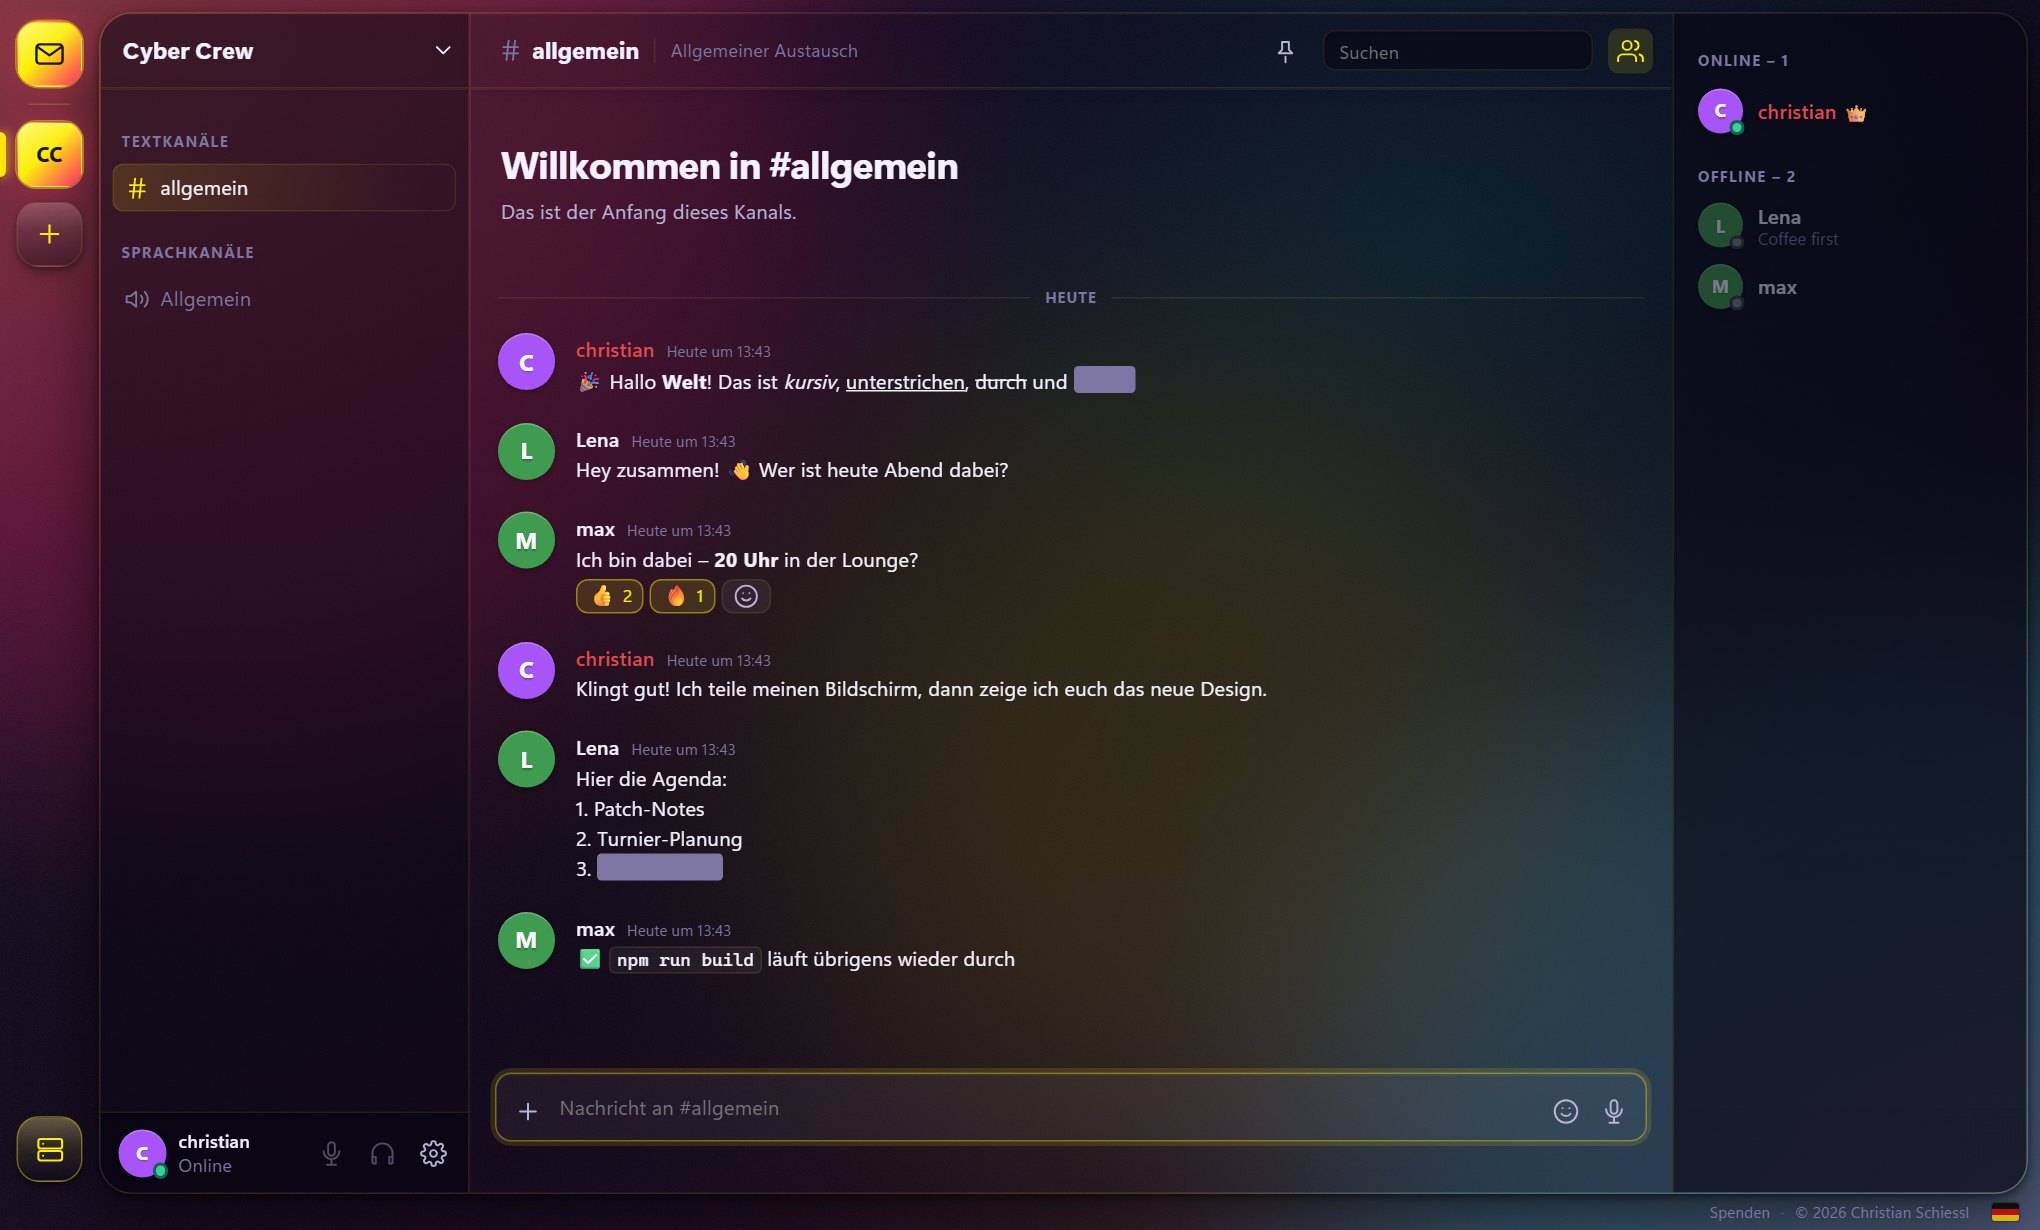 Cyber Crew
# allgemein
Allgemeiner Austausch
Suchen
CC
TEXTKANÄLE
# allgemein
SPRACHKANÄLE
Allgemein
Willkommen in #allgemein
Das ist der Anfang dieses Kanals.
HEUTE
C
christian Heute um 13:43
🎉 Hallo Welt! Das ist kursiv, unterstrichen, durch und
L
Lena Heute um 13:43
Hey zusammen! 👋 Wer ist heute Abend dabei?
M
max Heute um 13:43
Ich bin dabei – 20 Uhr in der Lounge?
👍 2 🔥 1
C
christian Heute um 13:43
Klingt gut! Ich teile meinen Bildschirm, dann zeige ich euch das neue Design.
L
Lena Heute um 13:43
Hier die Agenda:
1. Patch-Notes
2. Turnier-Planung
3.
M
max Heute um 13:43
✅ npm run build läuft übrigens wieder durch
Nachricht an #allgemein
C
christian
Online
ONLINE – 1
C
christian 👑
OFFLINE – 2
L
Lena
Coffee first
M
max
Spenden · © 2026 Christian Schiessl